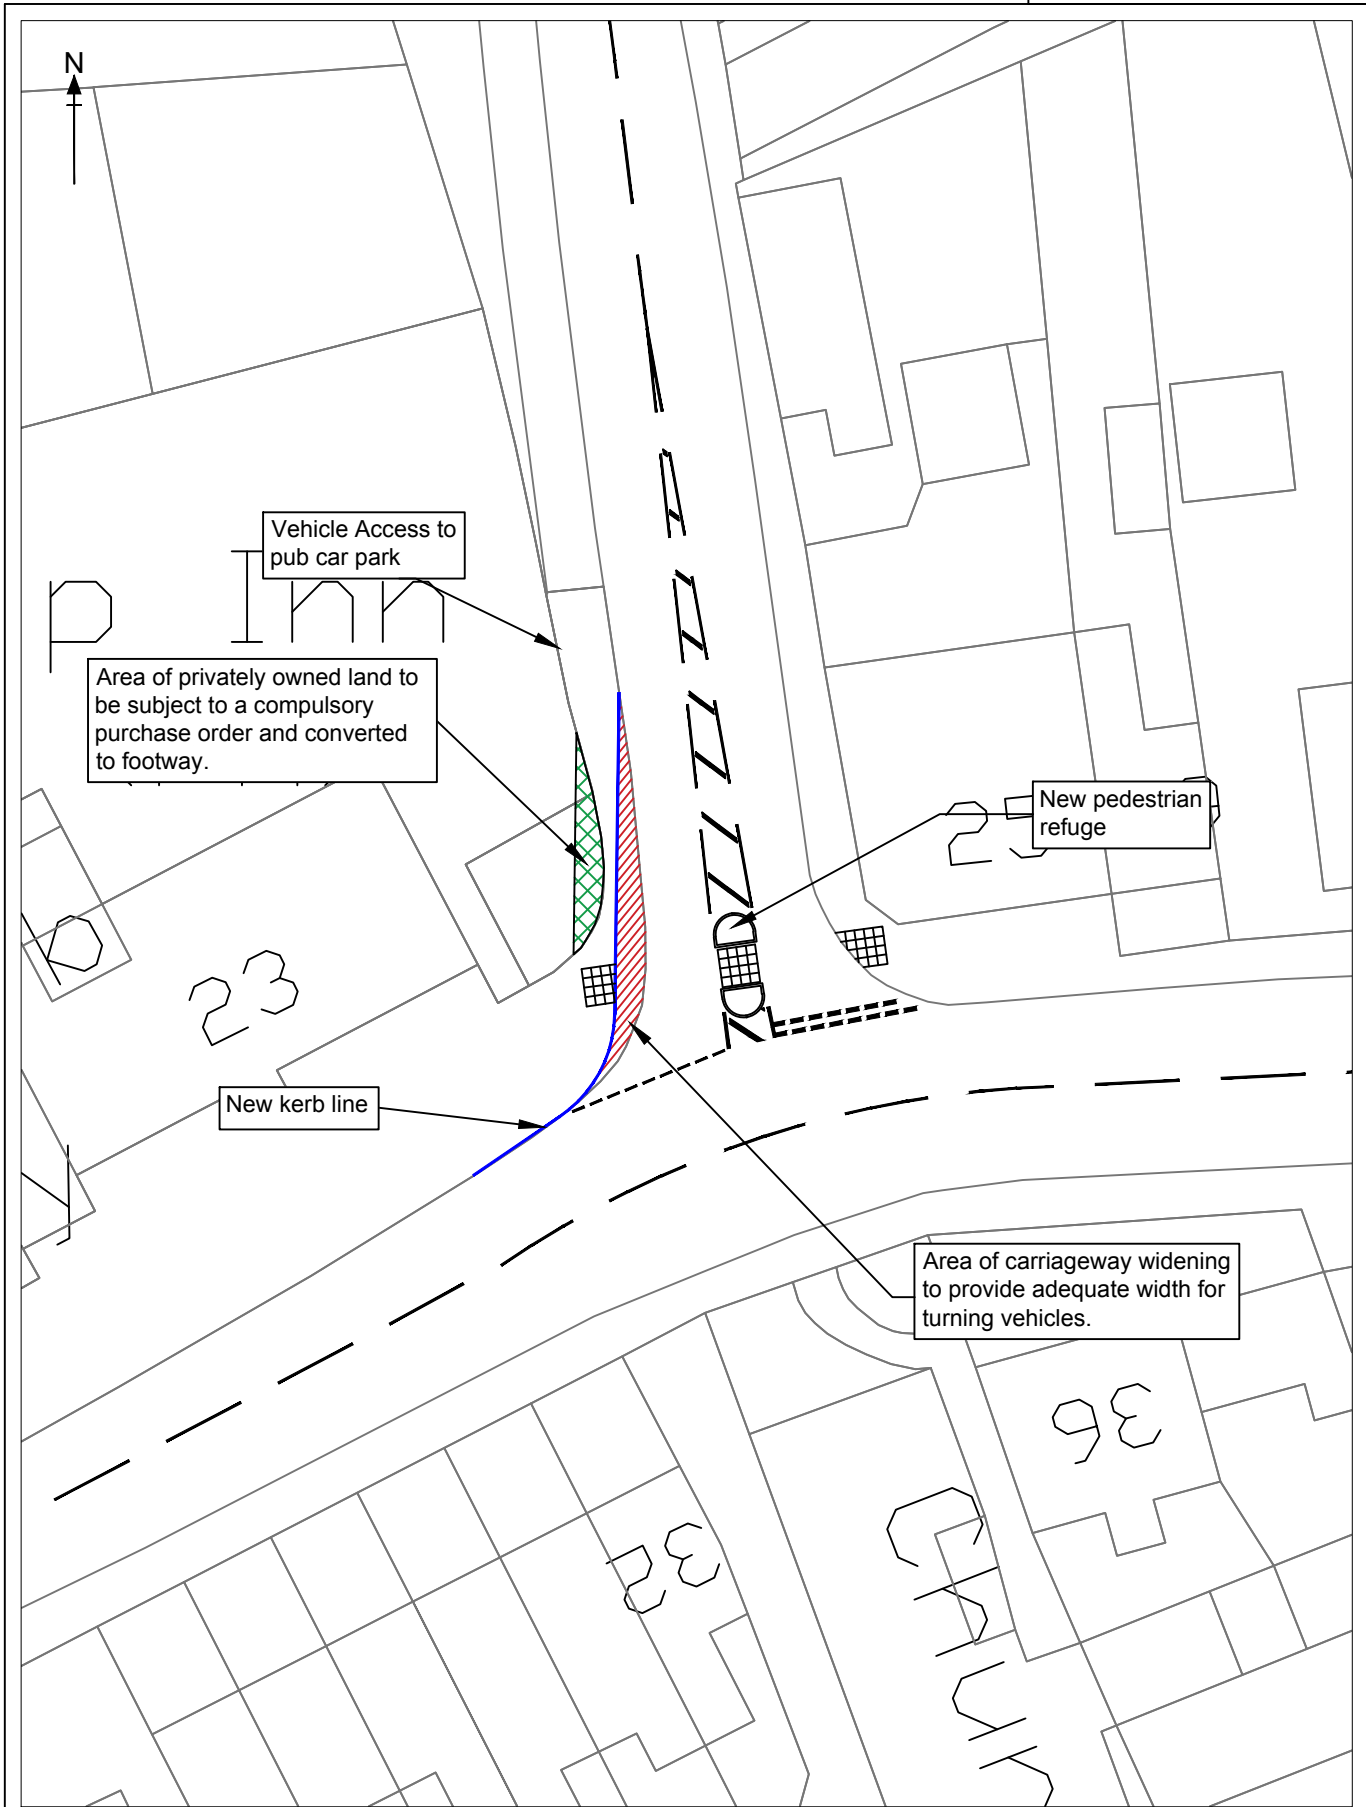 N
Vehicle Access to
pub car park
p Inn
Area of privately owned land to
be subject to a compulsory
purchase order and converted
to footway.
New pedestrian
refuge
23
New kerb line
Area of carriageway widening
to provide adequate width for
turning vehicles.
36
35
Chur